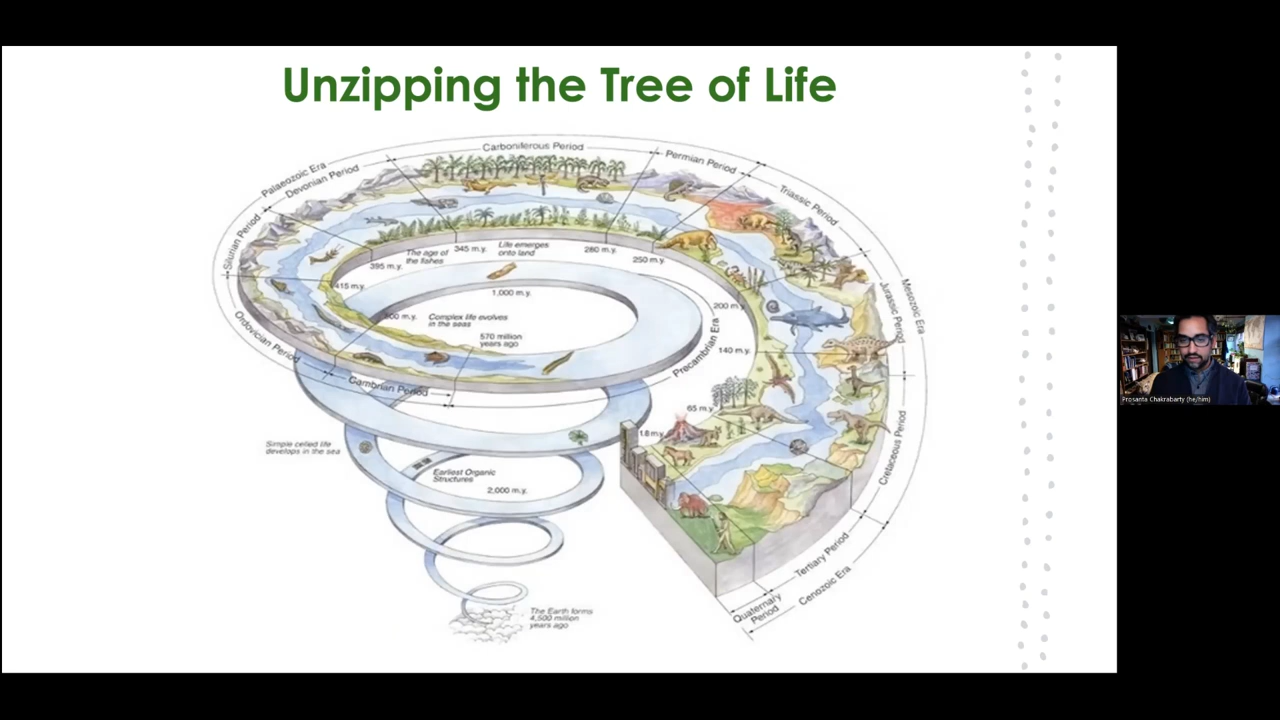 Unzipping the Tree of Life
Carboniferous Period
Permian Period
Palaeozoic Era
Devonian Period
Triassic Period
Silurian Period
The age of
the fishes
345 m.y.
Life emerges
onto land
280 m.y.
250 m.y.
395 m.y.
415 m.y.
1,000 m.y.
Mesozoic Era
Jurassic Period
200 m.y.
Complex life evolves
in the seas
570 million
years ago
Ordovician Period
Precambrian Era
140 m.y.
Cambrian Period
65 m.y.
1.8 m.y.
Cretaceous Period
Simple celled life
develops in the sea
Earliest Organic
Structures
2,000 m.y.
Tertiary Period
Cenozoic Era
Quaternary
Period
The Earth forms
4,500 million
years ago
Prosanta Chakrabarty (he/him)